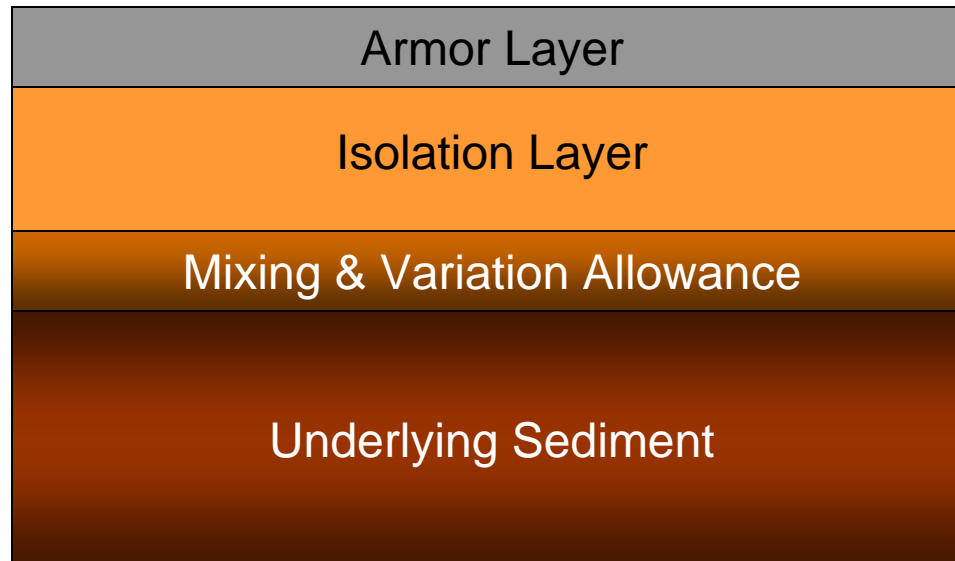 Armor Layer
Isolation Layer
Mixing & Variation Allowance
Underlying Sediment